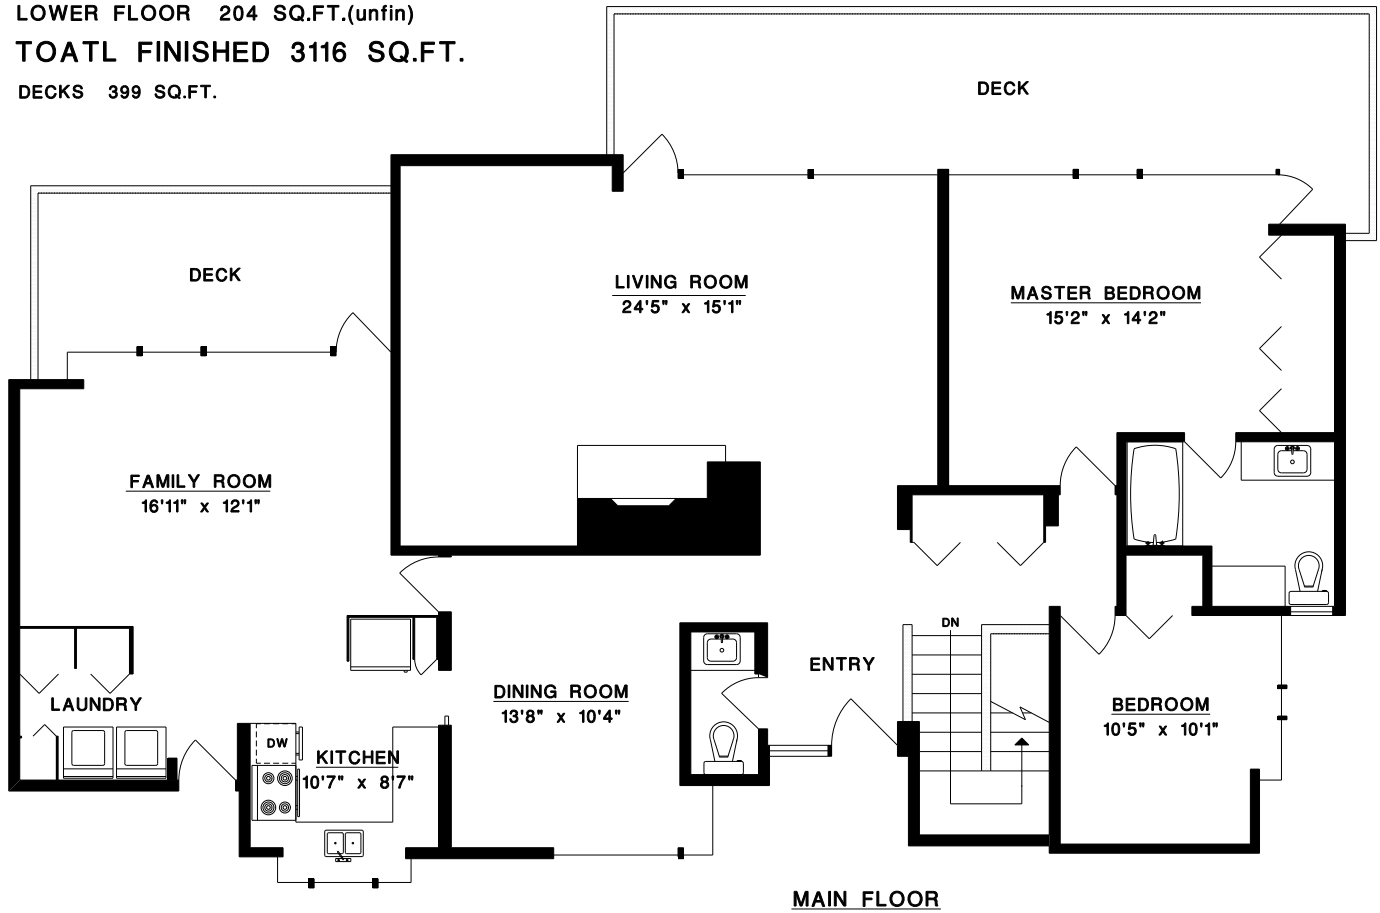 LOWER FLOOR 204 SQ.FT.(unfin)
TOATL FINISHED 3116 SQ.FT.
DECKS 399 SQ.FT.
DECK
DECK
LIVING ROOM
24'5" x 15'1"
MASTER BEDROOM
15'2" x 14'2"
FAMILY ROOM
16'11" x 12'1"
DN
ENTRY
LAUNDRY
DINING ROOM
13'8" x 10'4"
BEDROOM
10'5" x 10'1"
DW
KITCHEN
10'7" x 8'7"
MAIN FLOOR